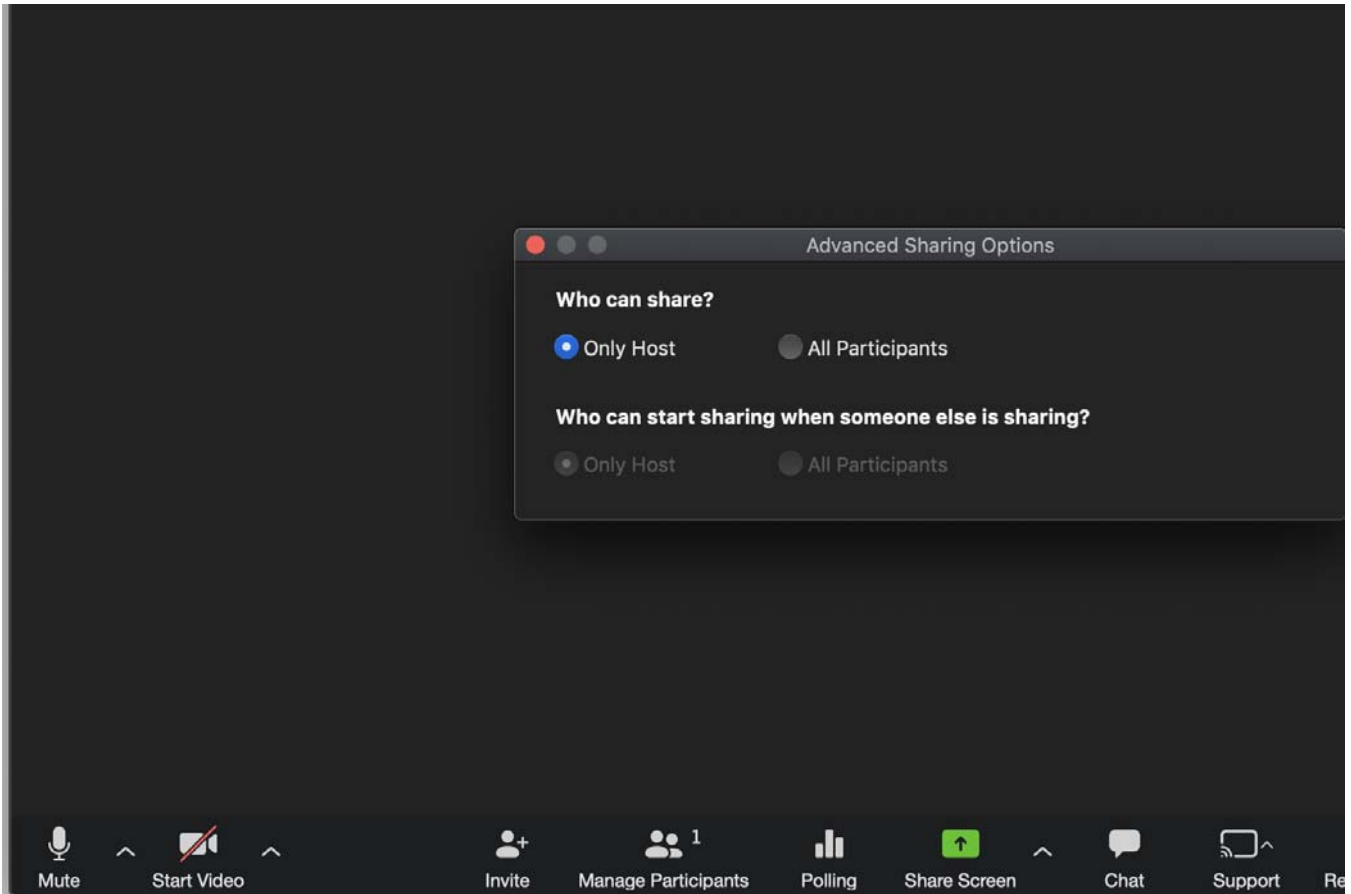 Advanced Sharing Options
Who can share?
Only Host All Participants
Who can start sharing when someone else is sharing?
Only Host All Participants
1
Mute Start Video Invite Manage Participants Polling Share Screen Chat Support Re